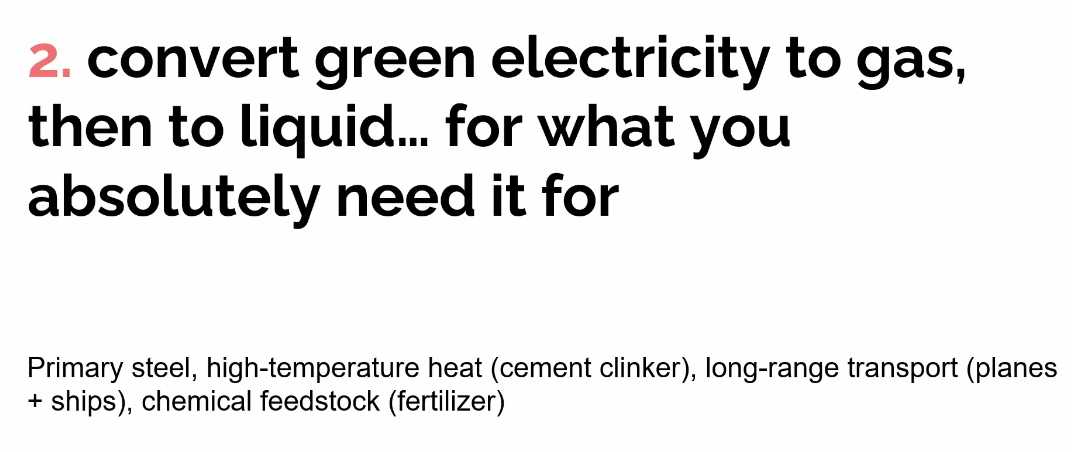 2. convert green electricity to gas,
then to liquid... for what you
absolutely need it for
Primary steel, high-temperature heat (cement clinker), long-range transport (planes
+ ships), chemical feedstock (fertilizer)